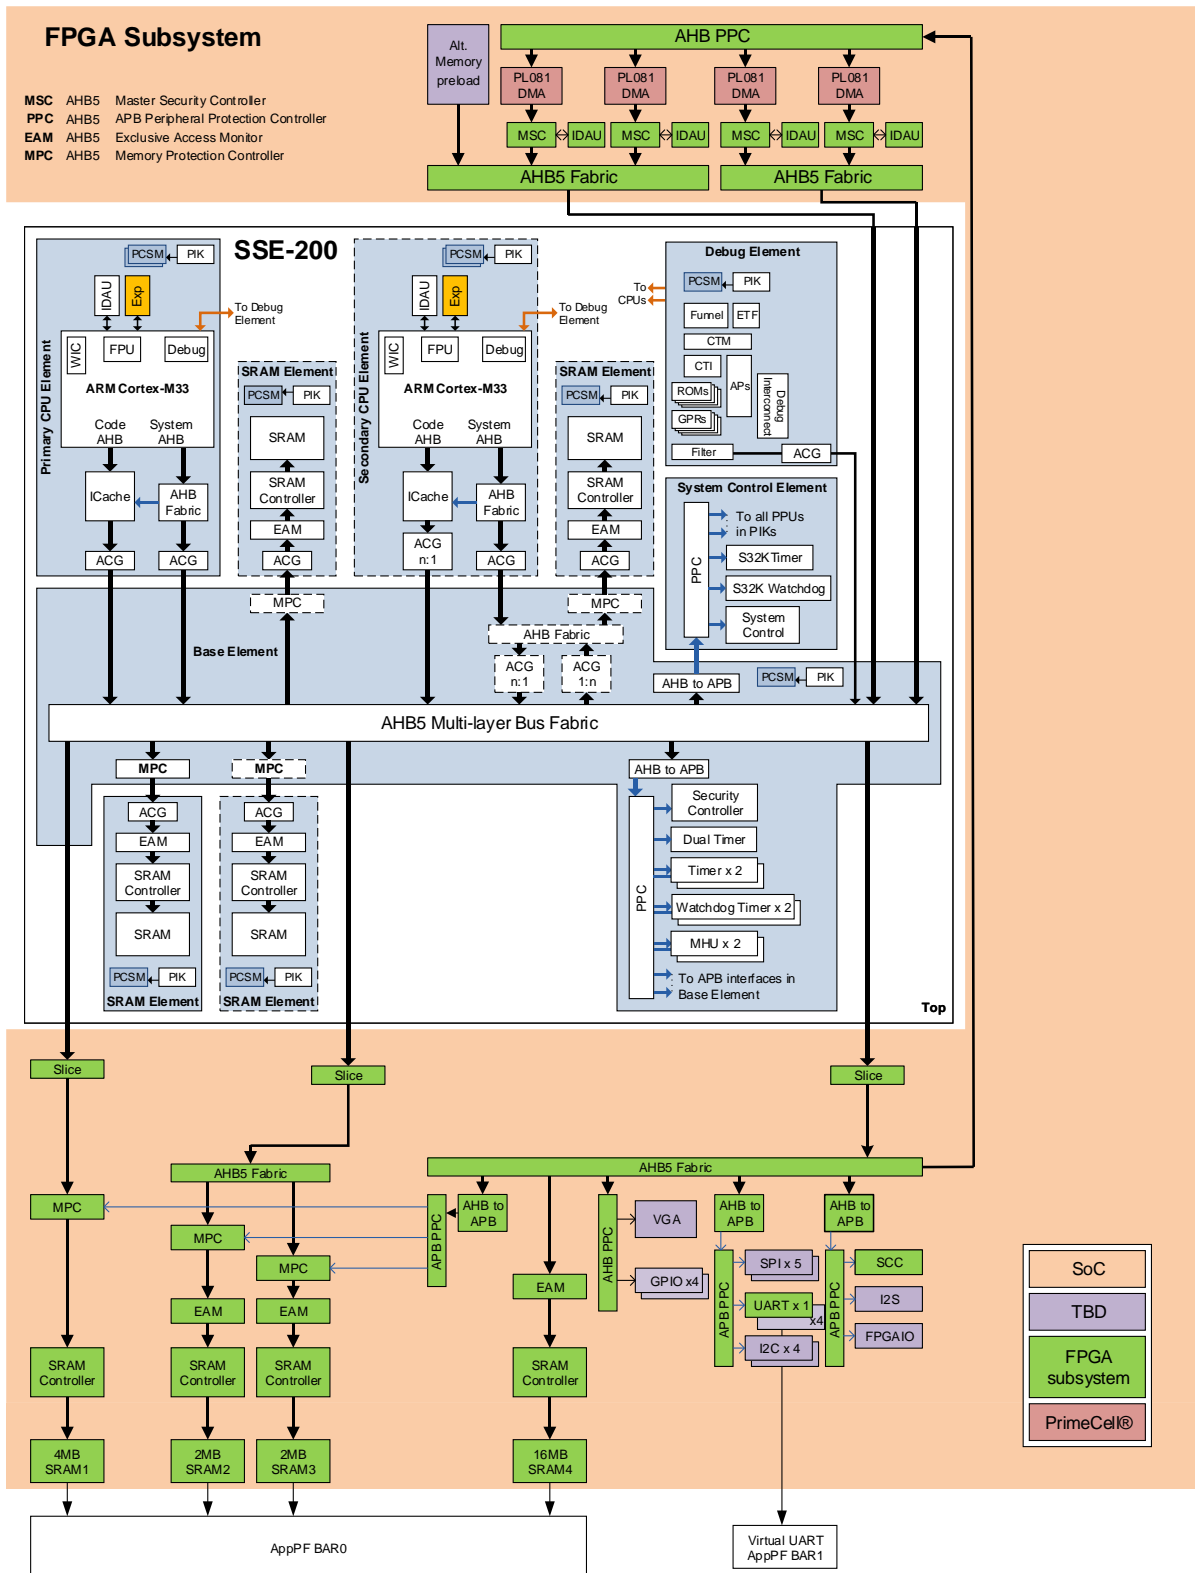 FPGA Subsystem
MSC AHB5 Master Security Controller
PPC AHB5 APB Peripheral Protection Controller
EAM AHB5 Exclusive Access Monitor
MPC AHB5 Memory Protection Controller
Alt.
Memory
preload
AHB PPC
PL081
DMA
PL081
DMA
PL081
DMA
PL081
DMA
MSC
IDAU
MSC
IDAU
MSC
IDAU
MSC
IDAU
AHB5 Fabric
AHB5 Fabric
SSE-200
Primary CPU Element
PCSM
PIK
IDAU
Exp
To Debug
Element
WIC
FPU
Debug
ARM Cortex-M33
Code
AHB
System
AHB
ICache
AHB
Fabric
ACG
ACG
SRAM Element
PCSM
PIK
SRAM
SRAM
Controller
EAM
ACG
MPC
Secondary CPU Element
PCSM
PIK
IDAU
Exp
To Debug
Element
WIC
FPU
Debug
ARM Cortex-M33
Code
AHB
System
AHB
ICache
AHB
Fabric
ACG
n:1
ACG
SRAM Element
PCSM
PIK
SRAM
SRAM
Controller
EAM
ACG
MPC
AHB Fabric
ACG
n:1
ACG
1:n
Debug Element
To
CPUs
PCSM
PIK
Funnel
ETF
CTM
CTI
APs
ROMs
GPRs
Debug
Interconnect
Filter
ACG
System Control Element
PPC
To all PPUs
in PIKs
S32K Timer
S32K Watchdog
System
Control
AHB to APB
PCSM
PIK
Base Element
AHB5 Multi-layer Bus Fabric
MPC
ACG
EAM
SRAM
Controller
SRAM
PCSM
PIK
SRAM Element
MPC
ACG
EAM
SRAM
Controller
SRAM
PCSM
PIK
SRAM Element
AHB to APB
PPC
Security
Controller
Dual Timer
Timer x 2
Watchdog Timer x 2
MHU x 2
To APB interfaces in
Base Element
Top
Slice
Slice
Slice
AHB5 Fabric
AHB5 Fabric
MPC
MPC
MPC
APB PPC
AHB to
APB
EAM
EAM
EAM
SRAM
Controller
SRAM
Controller
SRAM
Controller
SRAM
Controller
4MB
SRAM1
2MB
SRAM2
2MB
SRAM3
16MB
SRAM4
AHB PPC
VGA
GPIO x4
AHB to
APB
APB PPC
SPI x 5
UART x 1
x4
I2C x 4
AHB to
APB
APB PPC
SCC
I2S
FPGAIO
SoC
TBD
FPGA
subsystem
PrimeCell®
AppPF BAR0
Virtual UART
AppPF BAR1